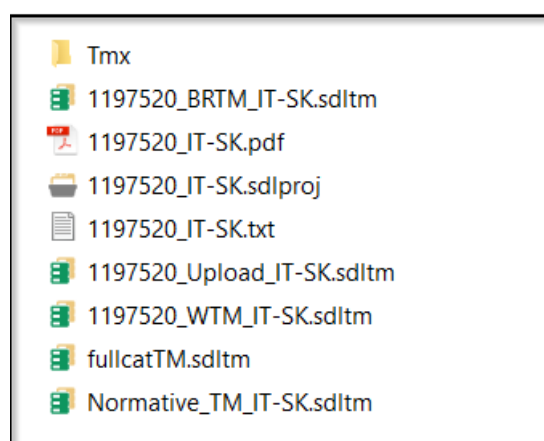 Tmx
1197520_BRTM_IT-SK.sdltm
1197520_IT-SK.pdf
1197520_IT-SK.sdlproj
1197520_IT-SK.txt
1197520_Upload_IT-SK.sdltm
1197520_WTM_IT-SK.sdltm
fullcatTM.sdltm
Normative_TM_IT-SK.sdltm